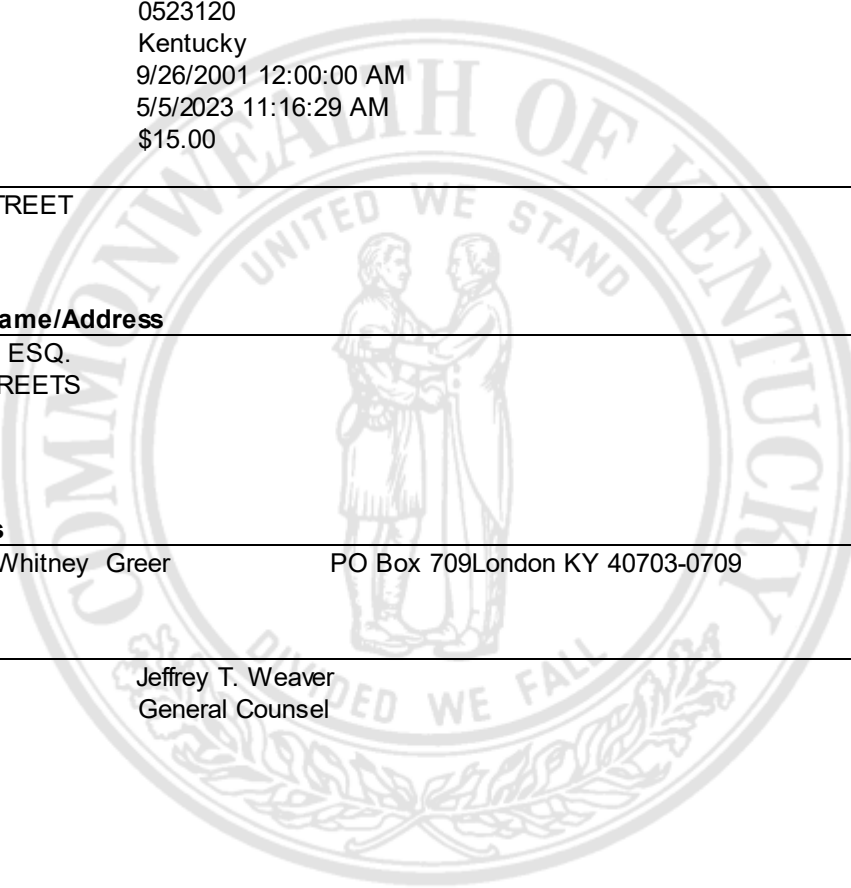 0523120
Kentucky
9/26/2001 12:00:00 AM
5/5/2023 11:16:29 AM
$15.00
TREET
ame/Address
ESQ.
REETS
s
Whitney Greer PO Box 709London KY 40703-0709
Jeffrey T. Weaver
General Counsel
COMMONWEALTH OF KENTUCKY
UNITED WE STAND
DIVIDED WE FALL